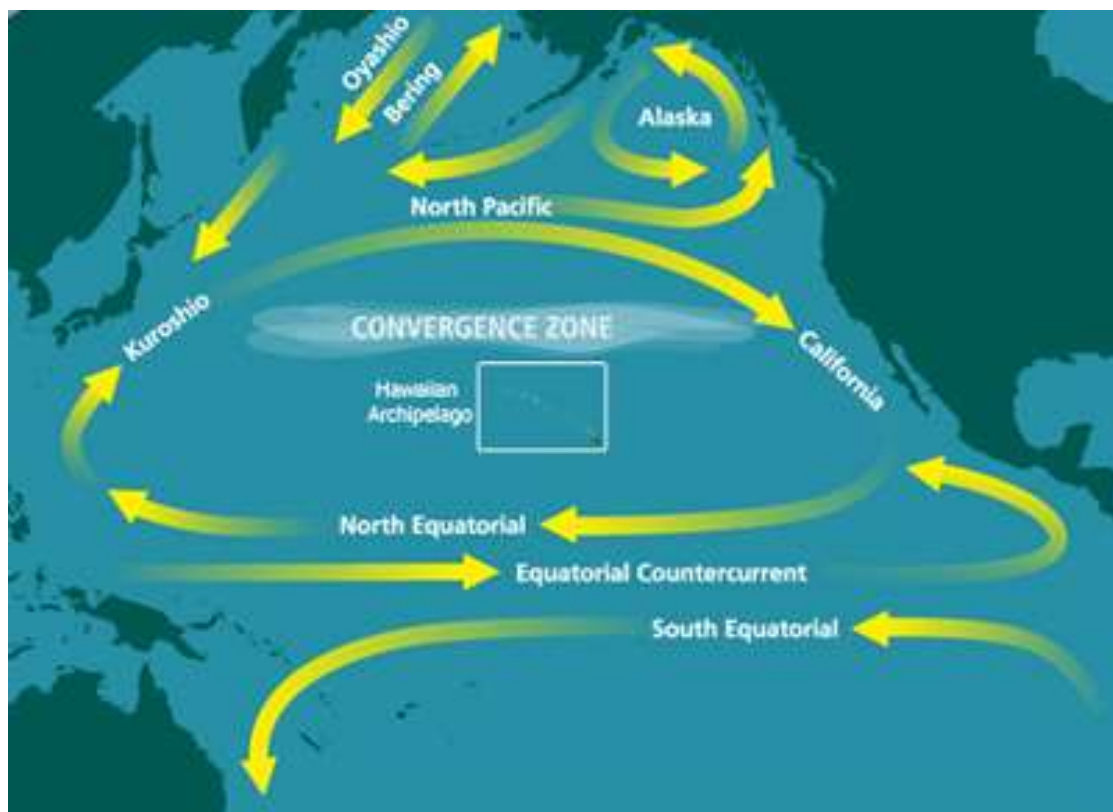 Oyashio
Bering
Alaska
North Pacific
Kuroshio
CONVERGENCE ZONE
California
Hawaiian
Archipelago
North Equatorial
Equatorial Countercurrent
South Equatorial